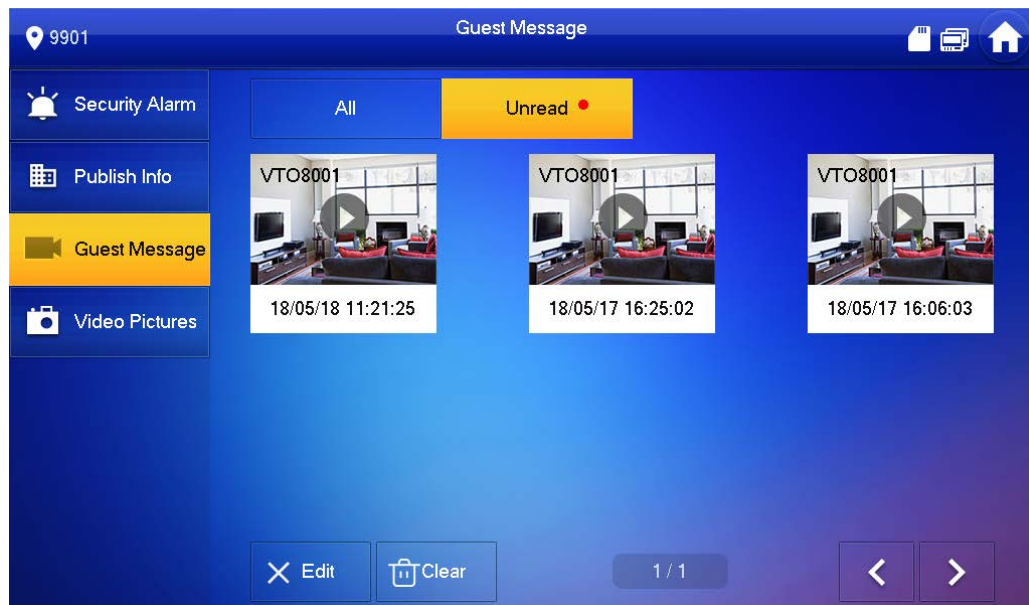 9901
Guest Message
Security Alarm
Publish Info
Guest Message
Video Pictures
All
Unread
VTO8001
VTO8001
VTO8001
18/05/18 11:21:25
18/05/17 16:25:02
18/05/17 16:06:03
Edit
Clear
1 / 1